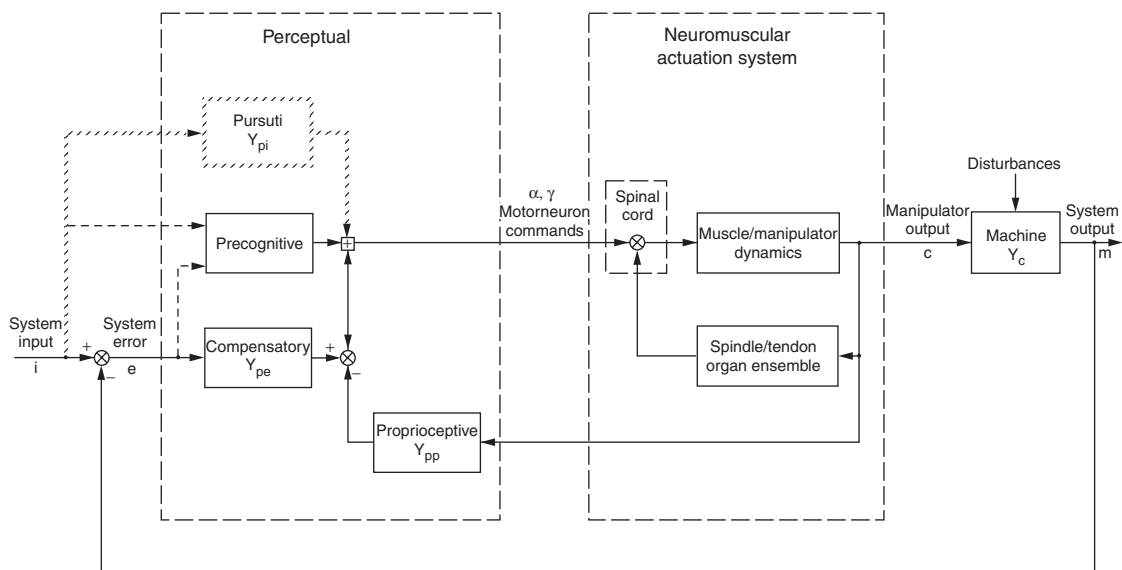 Perceptual
Neuromuscular
actuation system
Pursuti
Y_pi
Disturbances
α, γ
Motorneuron
commands
Spinal
cord
Manipulator
output
c
System
output
m
Precognitive
+
Muscle/manipulator
dynamics
Machine
Y_c
System
input
i
+
−
System
error
e
Compensatory
Y_pe
+
−
Spindle/tendon
organ ensemble
Proprioceptive
Y_pp